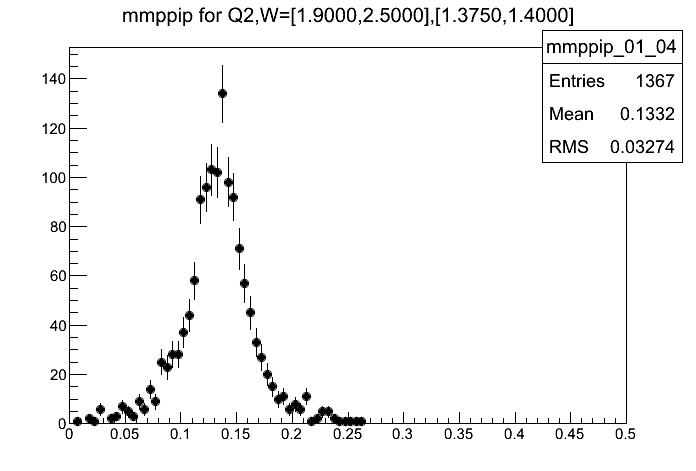 mmppip for Q2,W=[1.9000,2.5000],[1.3750,1.4000]
mmppip_01_04
Entries 1367
Mean 0.1332
RMS 0.03274
140
120
100
80
60
40
20
0
0 0.05 0.1 0.15 0.2 0.25 0.3 0.35 0.4 0.45 0.5